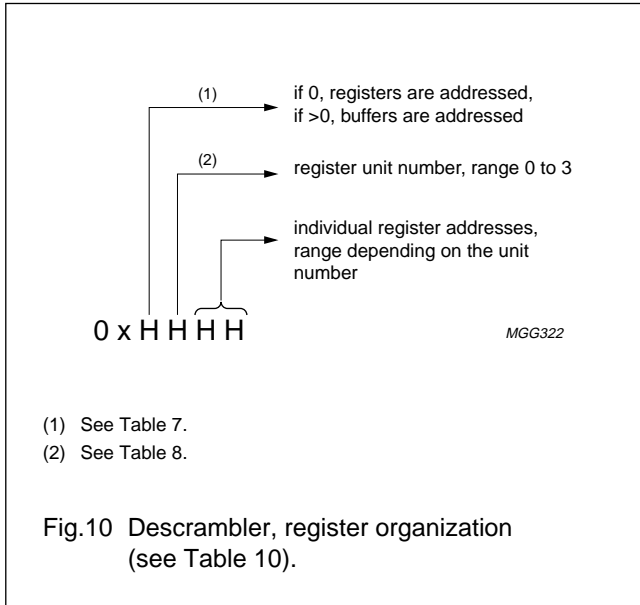 (1)
if 0, registers are addressed,
if >0, buffers are addressed
(2)
register unit number, range 0 to 3
individual register addresses,
range depending on the unit
number
0 x H H H H
MGG322
(1) See Table 7.
(2) See Table 8.
Fig.10 Descrambler, register organization
(see Table 10).